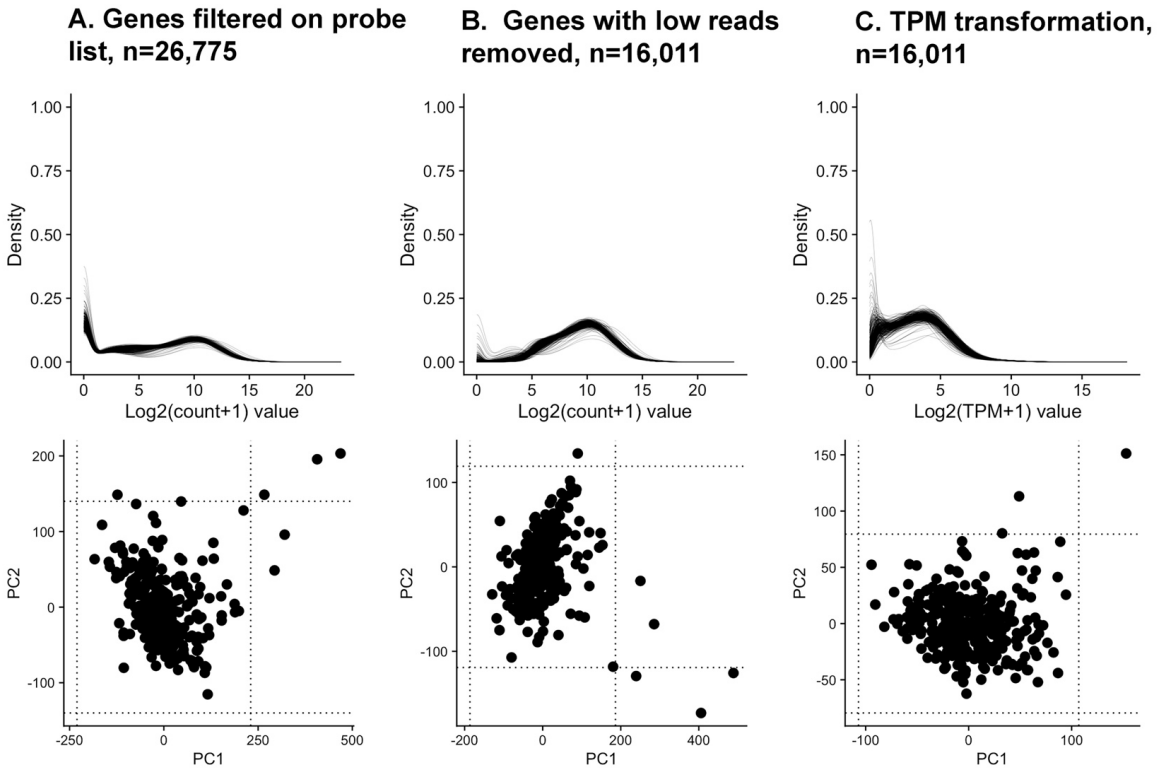 A. Genes filtered on probe
list, n=26,775
B.  Genes with low reads
removed, n=16,011
C. TPM transformation,
n=16,011
1.00
0.75
0.50
0.25
0.00
Density
0 5 10 15 20
Log2(count+1) value
1.00
0.75
0.50
0.25
0.00
Density
0 5 10 15 20
Log2(count+1) value
1.00
0.75
0.50
0.25
0.00
Density
0 5 10 15
Log2(TPM+1) value
200
100
0
-100
PC2
-250 0 250 500
PC1
100
0
-100
PC2
-200 0 200 400
PC1
150
100
50
0
-50
PC2
-100 0 100
PC1